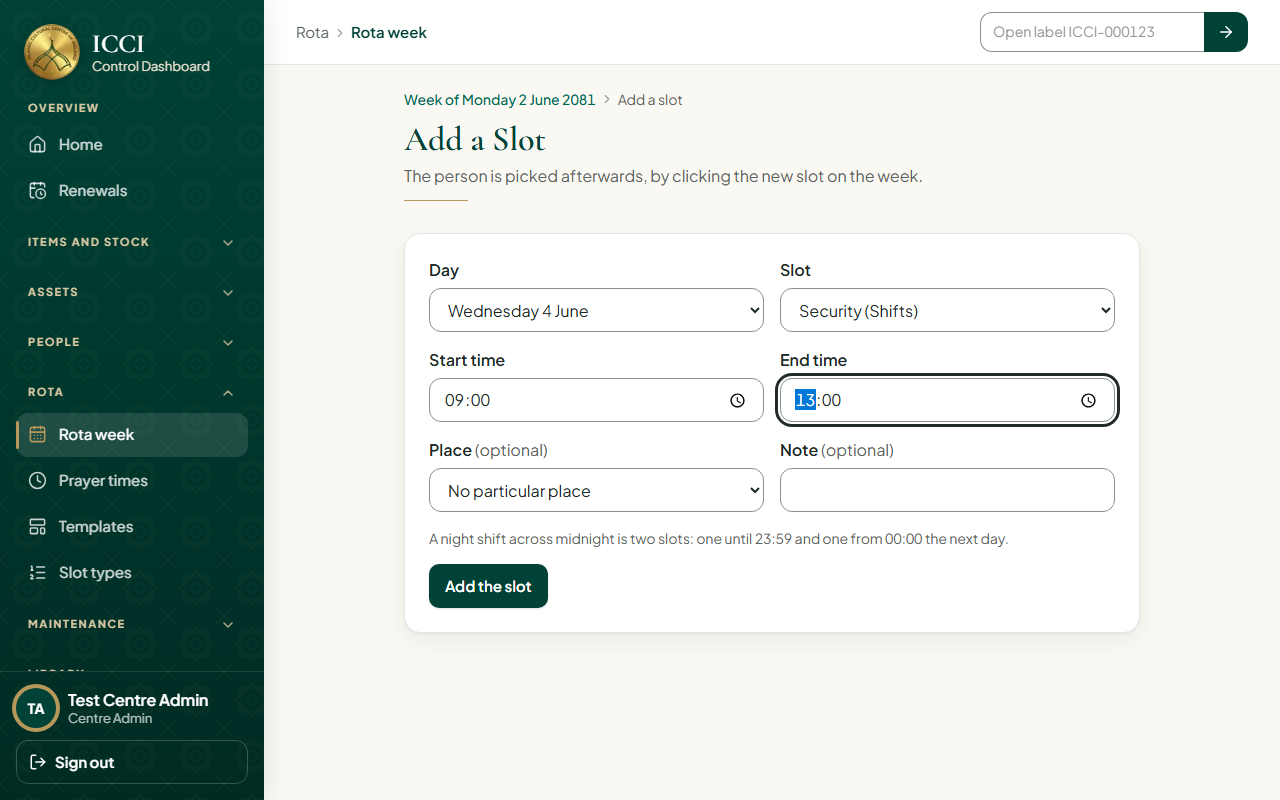 ICCI
Control Dashboard
OVERVIEW
Home
Renewals
ITEMS AND STOCK
ASSETS
PEOPLE
ROTA
Rota week
Prayer times
Templates
Slot types
MAINTENANCE
TA
Test Centre Admin
Centre Admin
Sign out
Rota > Rota week
Open label ICCI-000123
Week of Monday 2 June 2081 > Add a slot
Add a Slot
The person is picked afterwards, by clicking the new slot on the week.
Day
Wednesday 4 June
Slot
Security (Shifts)
Start time
09:00
End time
13:00
Place (optional)
No particular place
Note (optional)
A night shift across midnight is two slots: one until 23:59 and one from 00:00 the next day.
Add the slot